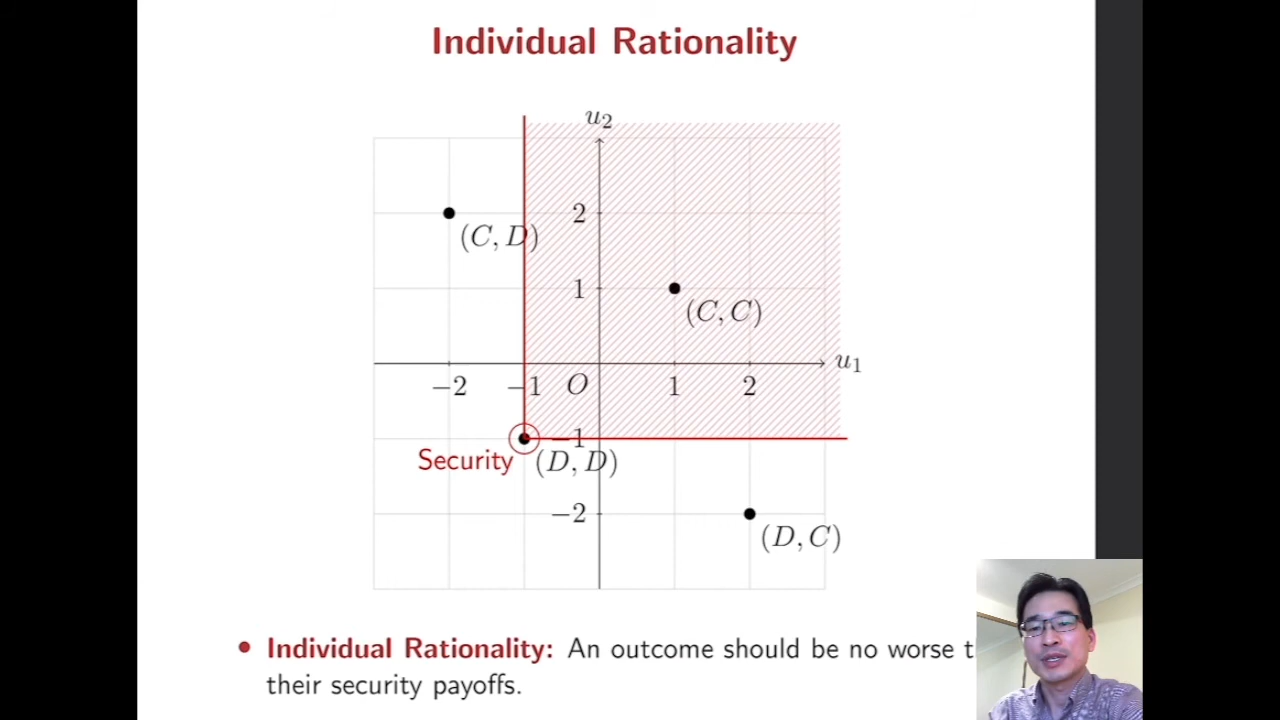 Individual Rationality
u₂
2
(C, D)
1
(C, C)
u₁
−2 −1 O 1 2
−1
Security (D, D)
−2
(D, C)
• Individual Rationality: An outcome should be no worse
their security payoffs.